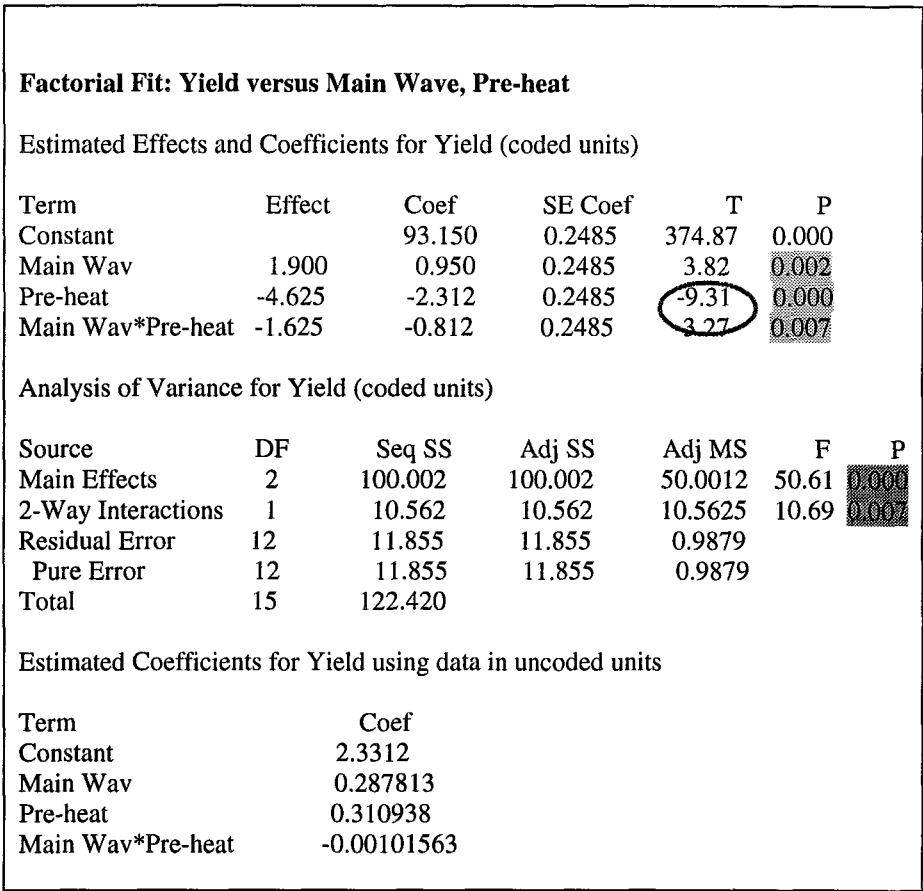 Factorial Fit: Yield versus Main Wave, Pre-heat
Estimated Effects and Coefficients for Yield (coded units)
Term Effect Coef SE Coef T P
Constant 93.150 0.2485 374.87 0.000
Main Wav 1.900 0.950 0.2485 3.82 0.002
Pre-heat -4.625 -2.312 0.2485 -9.31 0.000
Main Wav*Pre-heat -1.625 -0.812 0.2485 3.27 0.007
Analysis of Variance for Yield (coded units)
Source DF Seq SS Adj SS Adj MS F P
Main Effects 2 100.002 100.002 50.0012 50.61 0.000
2-Way Interactions 1 10.562 10.562 10.5625 10.69 0.007
Residual Error 12 11.855 11.855 0.9879
Pure Error 12 11.855 11.855 0.9879
Total 15 122.420
Estimated Coefficients for Yield using data in uncoded units
Term Coef
Constant 2.3312
Main Wav 0.287813
Pre-heat 0.310938
Main Wav*Pre-heat -0.00101563